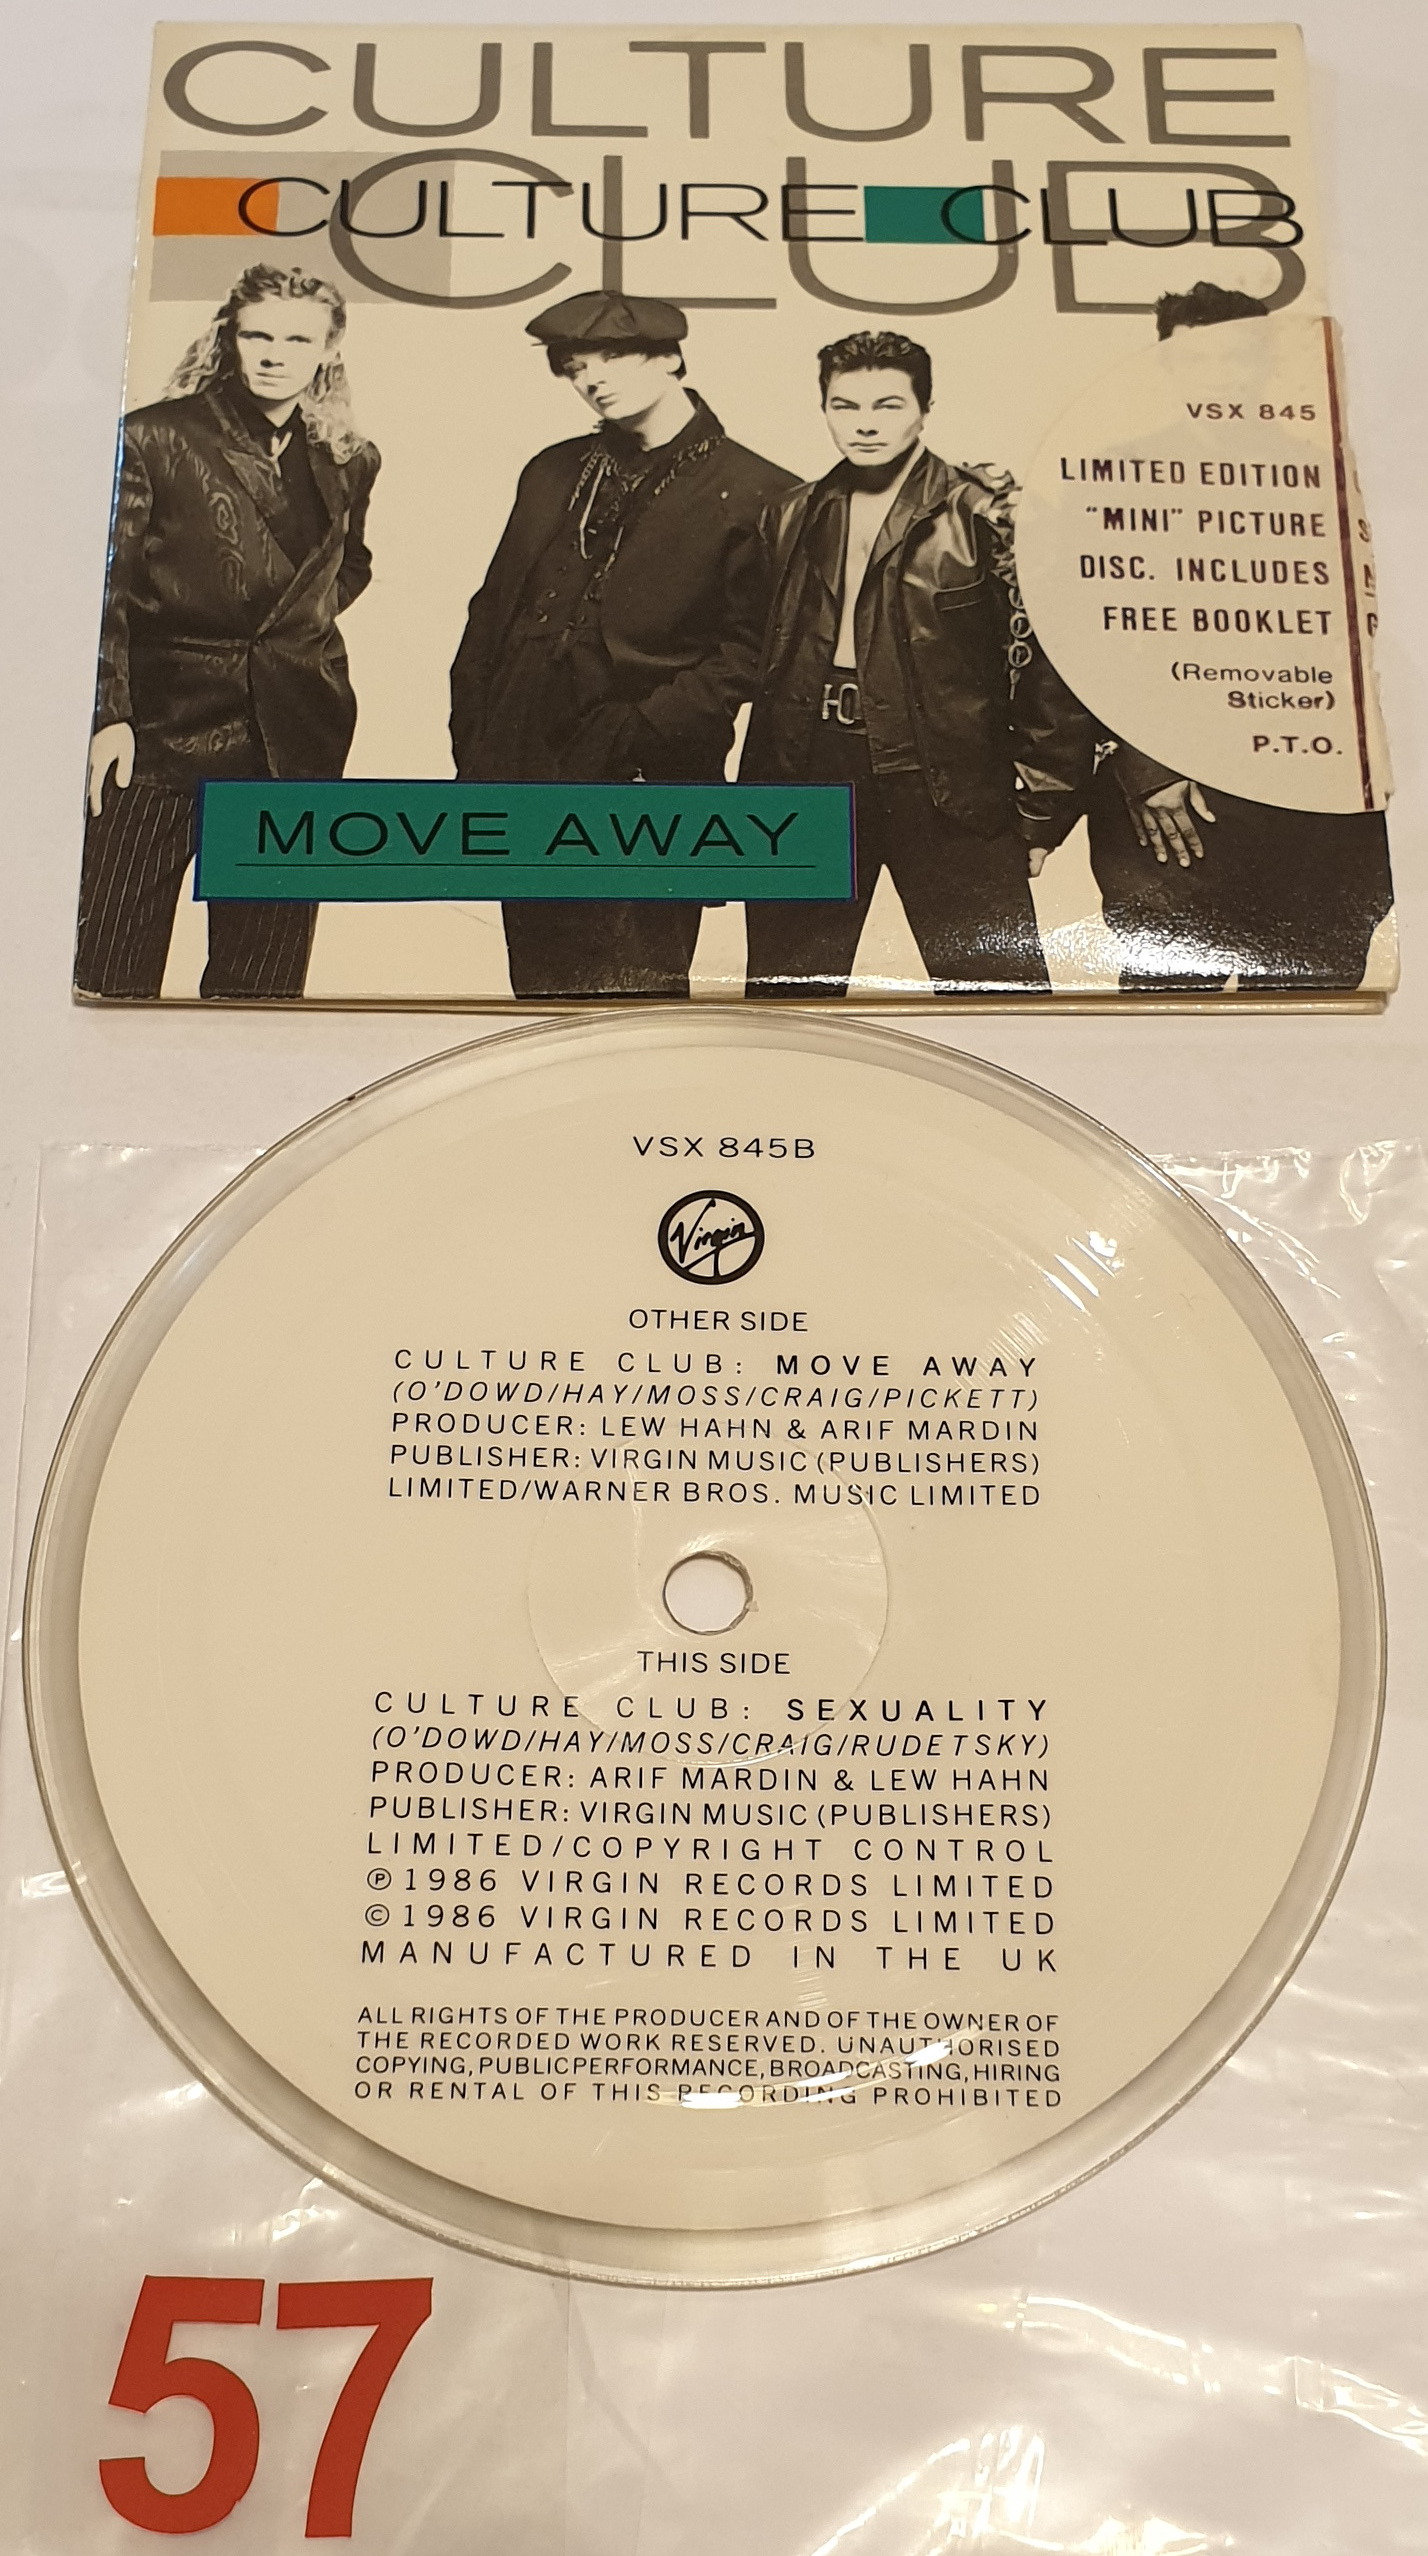 CULTURE
CLUB
CULTURE CLUB
VSX 845
LIMITED EDITION
"MINI" PICTURE
DISC. INCLUDES
FREE BOOKLET
(Removable
Sticker)
P.T.O.
MOVE AWAY
VSX 845B
Virgin
OTHER SIDE
CULTURE CLUB: MOVE AWAY
(O'DOWD/HAY/MOSS/CRAIG/PICKETT)
PRODUCER: LEW HAHN & ARIF MARDIN
PUBLISHER: VIRGIN MUSIC (PUBLISHERS)
LIMITED/WARNER BROS. MUSIC LIMITED
THIS SIDE
CULTURE CLUB: SEXUALITY
(O'DOWD/HAY/MOSS/CRAIG/RUDETSKY)
PRODUCER: ARIF MARDIN & LEW HAHN
PUBLISHER: VIRGIN MUSIC (PUBLISHERS)
LIMITED/COPYRIGHT CONTROL
℗ 1986 VIRGIN RECORDS LIMITED
© 1986 VIRGIN RECORDS LIMITED
MANUFACTURED IN THE UK
ALL RIGHTS OF THE PRODUCER AND OF THE OWNER OF
THE RECORDED WORK RESERVED. UNAUTHORISED
COPYING, PUBLIC PERFORMANCE, BROADCASTING, HIRING
OR RENTAL OF THIS RECORDING PROHIBITED
57